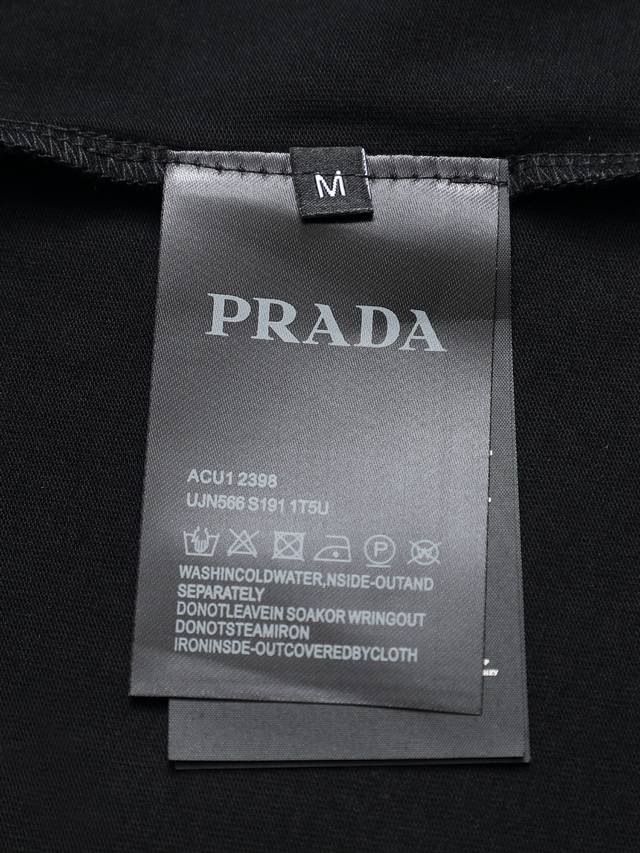 M
PRADA
ACU1 2398
UJN566 S191 1T5U
WASHINCOLDWATER,NSIDE-OUTAND
SEPARATELY
DONOTLEAVEIN SOAKOR WRINGOUT
DONOTSTEAMIRON
IRONINSDE-OUTCOVEREDBYCLOTH